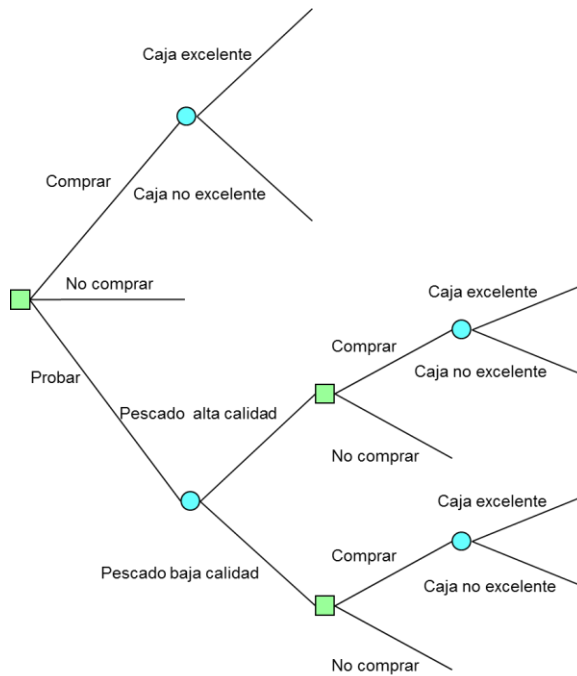 Caja excelente
Comprar
Caja no excelente
No comprar
Probar
Caja excelente
Comprar
Caja no excelente
Pescado  alta calidad
No comprar
Caja excelente
Pescado baja calidad
Comprar
Caja no excelente
No comprar